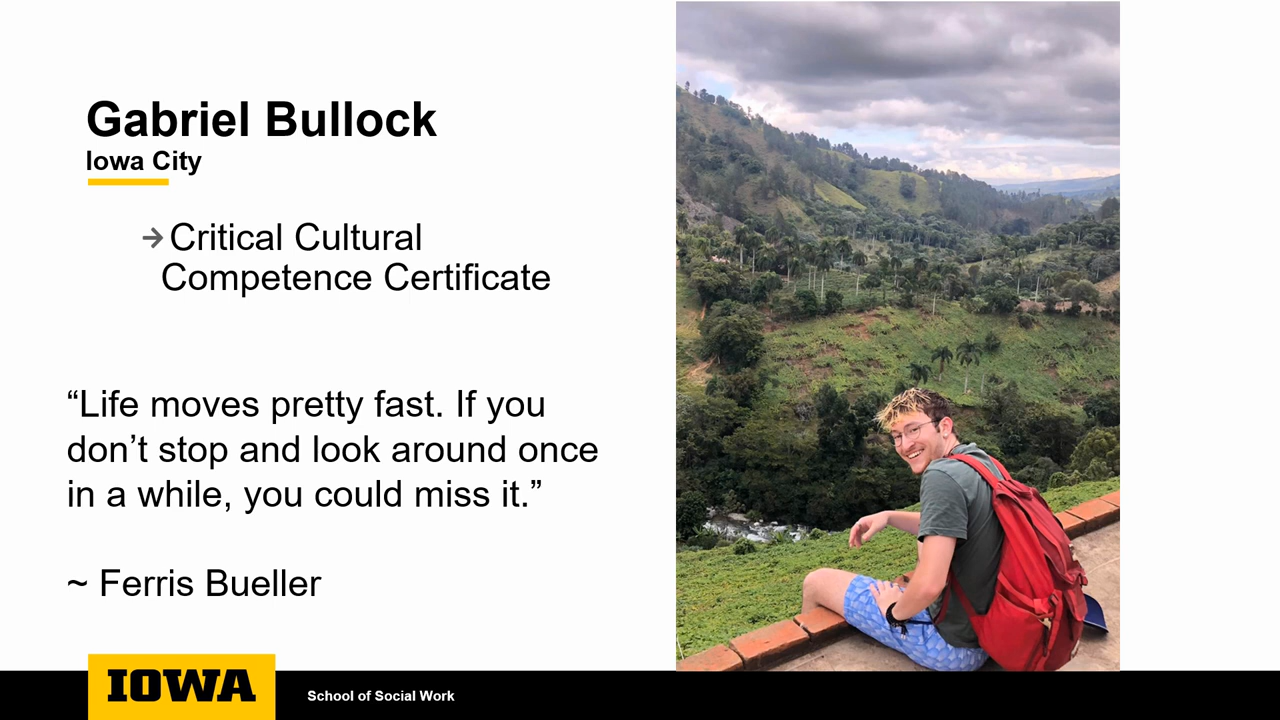 Gabriel Bullock
Iowa City
→Critical Cultural
Competence Certificate
“Life moves pretty fast. If you
don’t stop and look around once
in a while, you could miss it.”
~ Ferris Bueller
IOWA
School of Social Work